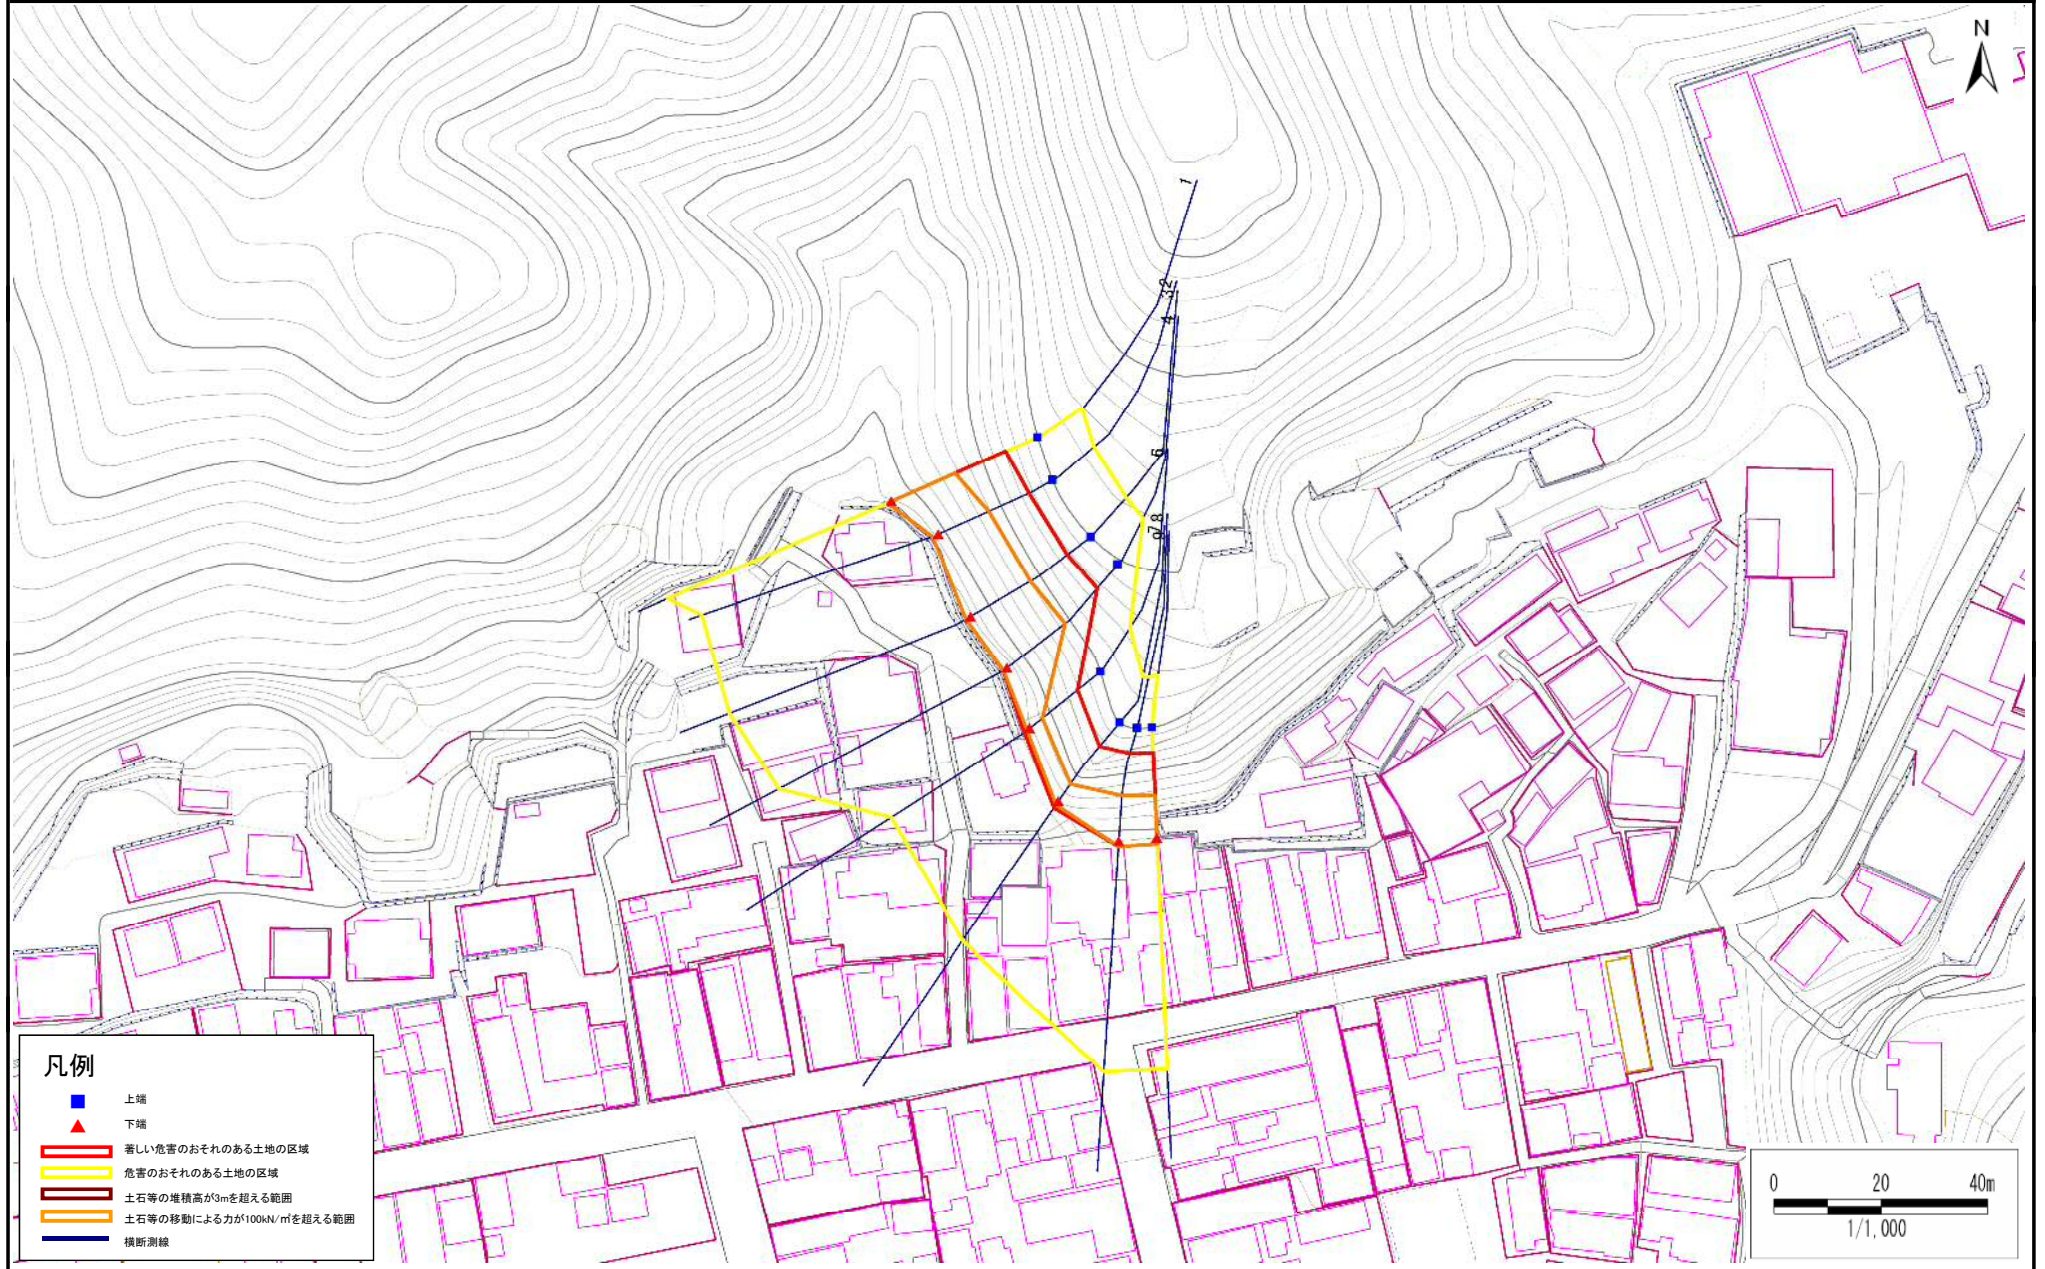 N
1
2
3
4
5
8
7
9
凡例
上端
下端
著しい危害のおそれのある土地の区域
危害のおそれのある土地の区域
土石等の堆積高が3mを超える範囲
土石等の移動による力が100kN/㎡を超える範囲
横断測線
0 20 40m
1/1,000